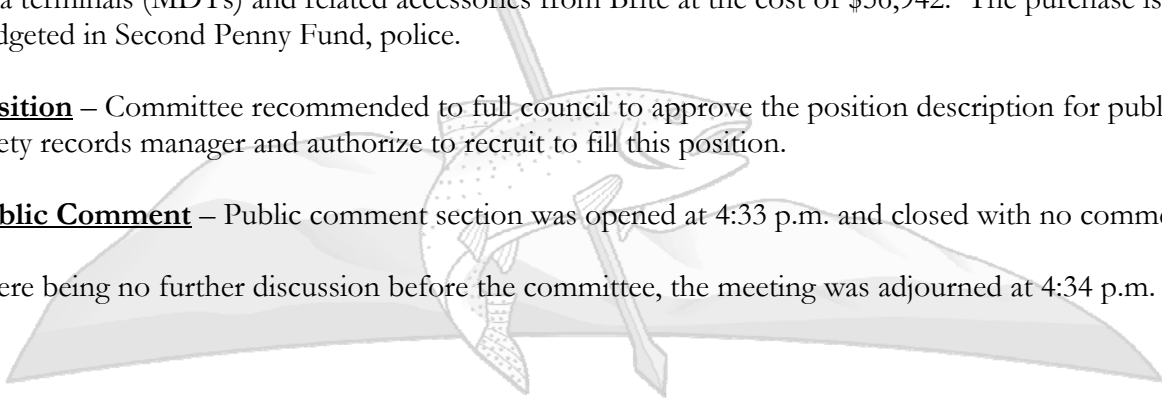 a terminals (MDTs) and related accessories from Brite at the cost of $56,942. The purchase is
dgeted in Second Penny Fund, police.
sition – Committee recommended to full council to approve the position description for publ
ety records manager and authorize to recruit to fill this position.
blic Comment – Public comment section was opened at 4:33 p.m. and closed with no comme
ere being no further discussion before the committee, the meeting was adjourned at 4:34 p.m.